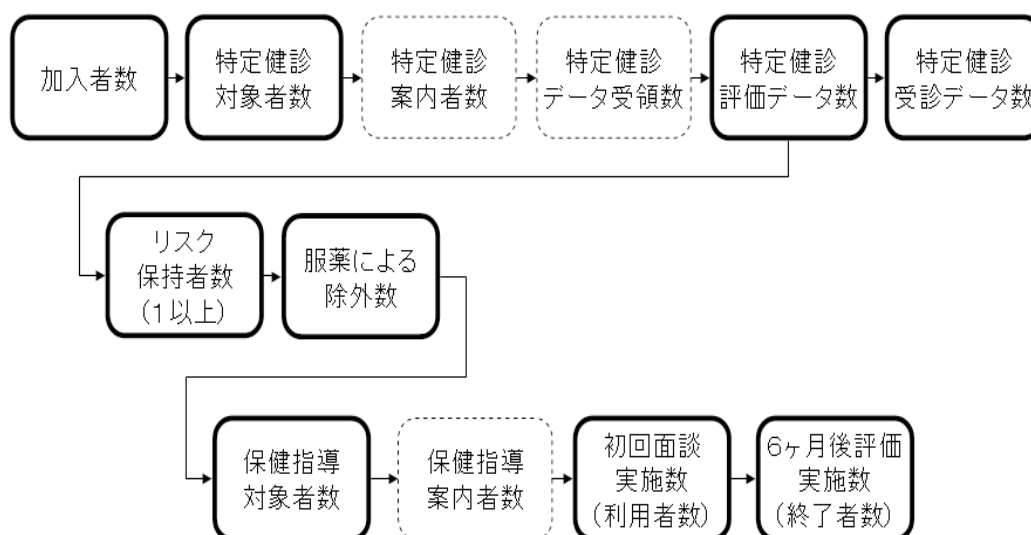 加入者数
特定健診
対象者数
特定健診
案内者数
特定健診
データ受領数
特定健診
評価データ数
特定健診
受診データ数
リスク
保持者数
(1以上)
服薬による
除外数
保健指導
対象者数
保健指導
案内者数
初回面談
実施数
(利用者数)
6ヶ月後評価
実施数
(終了者数)